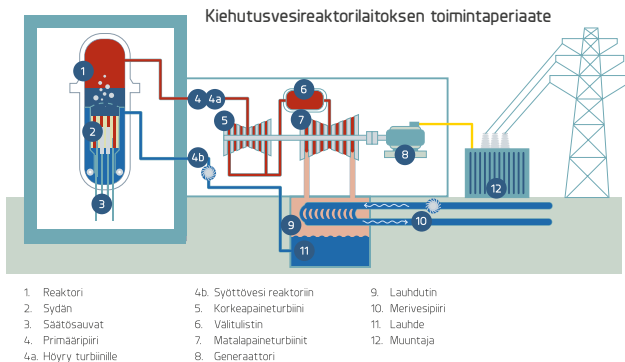 Kiehutusvesireaktorilaitoksen toimintaperiaate
1
2
3
4
4a
4b
5
6
7
8
9
10
11
12
1. Reaktori
2. Sydän
3. Säätösauvat
4. Primääripiiri
4a. Höyry turbiinille
4b. Syöttövesi reaktoriin
5. Korkeapaineturbiini
6. Välitulistin
7. Matalapaineturbiinit
8. Generaattori
9. Lauhdutin
10. Merivesipiiri
11. Lauhde
12. Muuntaja